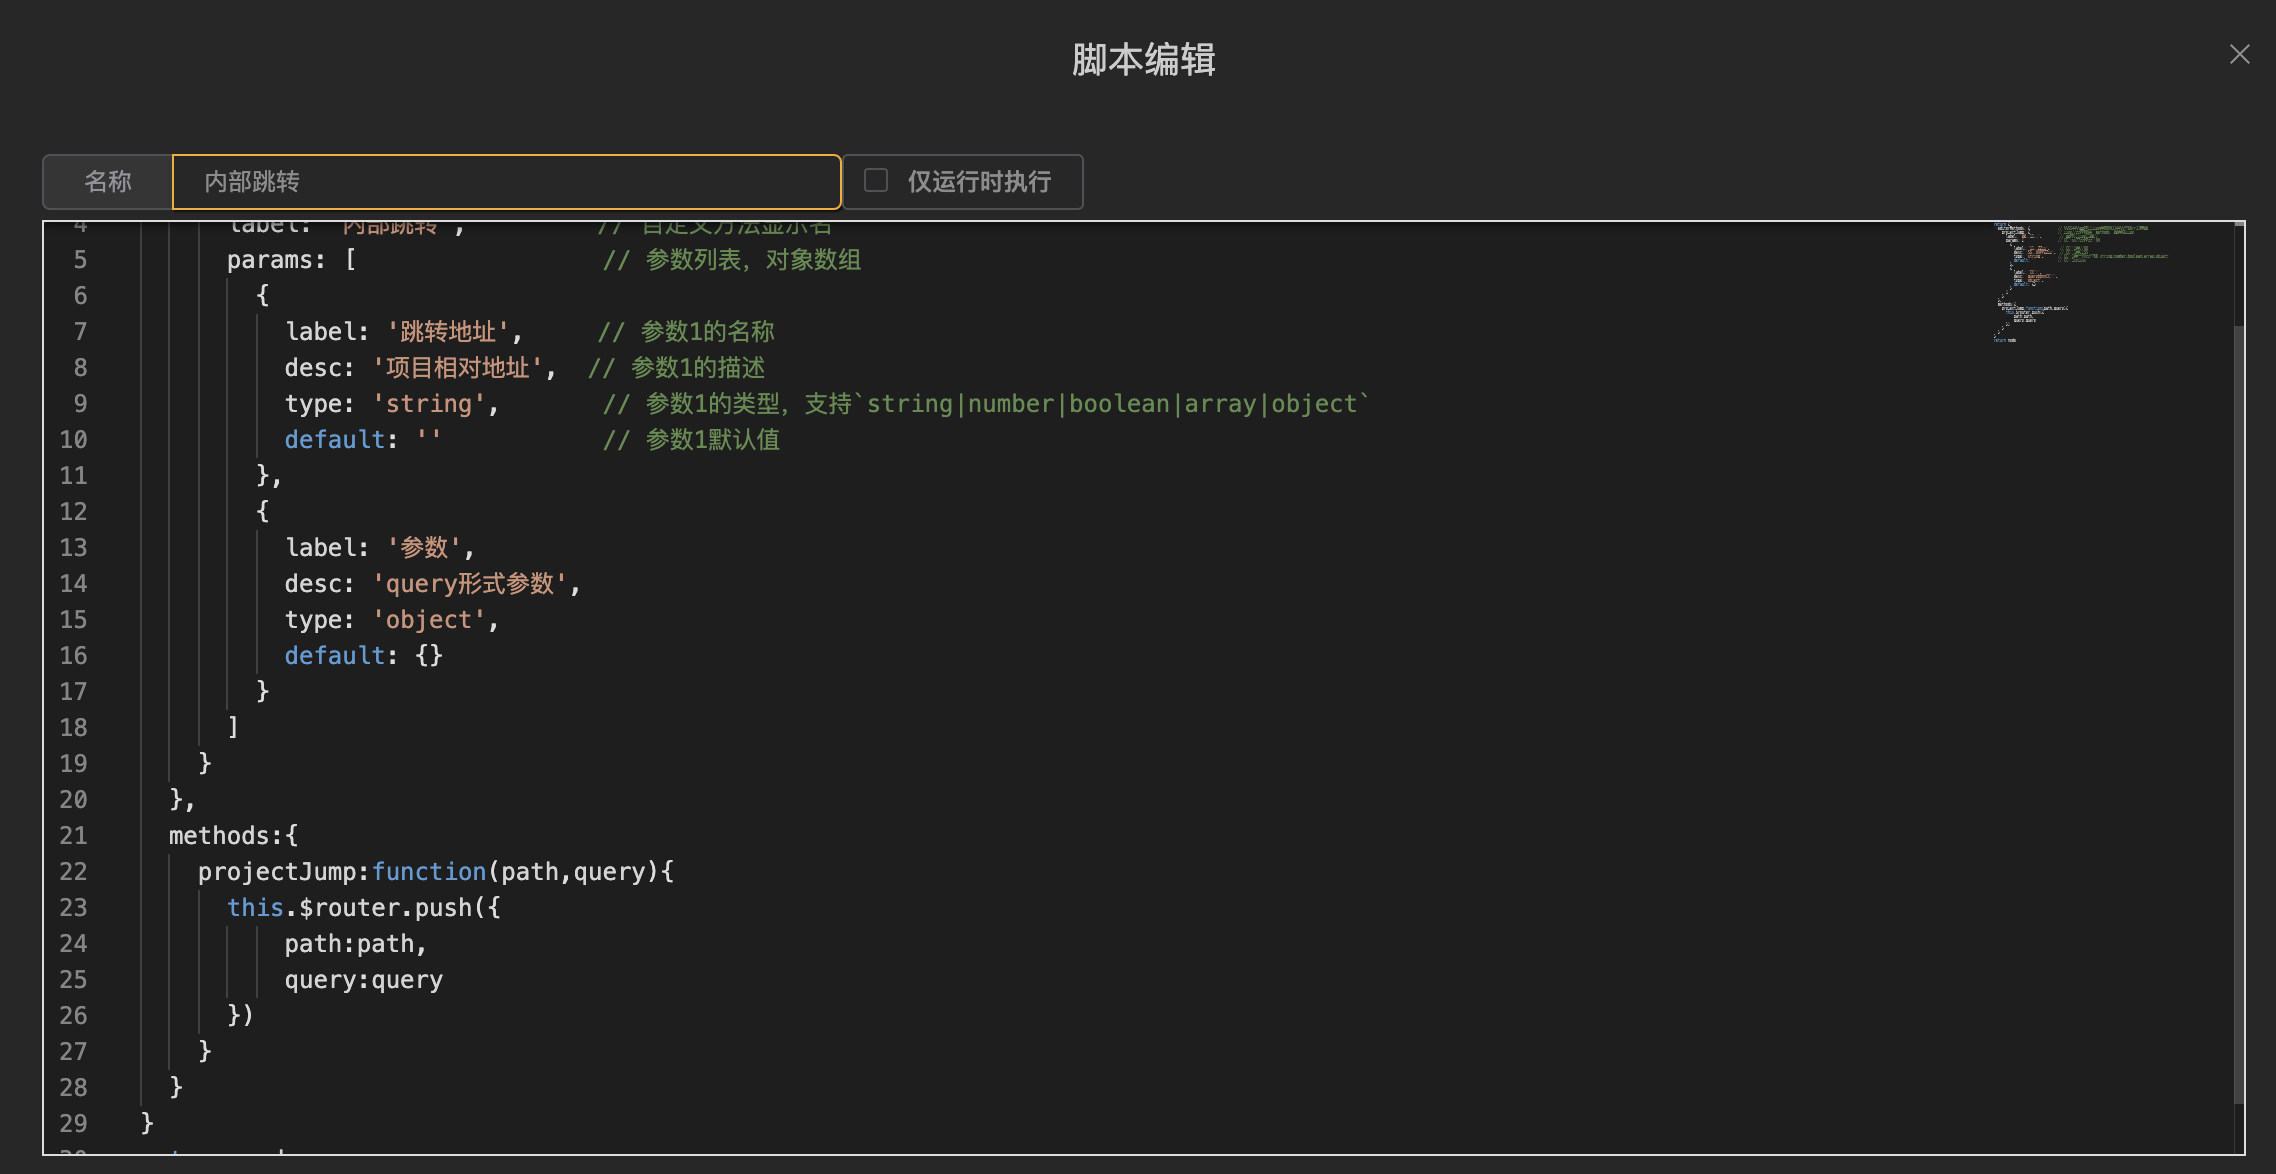 脚本编辑
名称 内部跳转 仅运行时执行
4 label: '内部跳转', // 自定义方法显示名
5 params: [ // 参数列表，对象数组
6 {
7 label: '跳转地址', // 参数1的名称
8 desc: '项目相对地址', // 参数1的描述
9 type: 'string', // 参数1的类型，支持`string|number|boolean|array|object`
10 default: '' // 参数1默认值
11 },
12 {
13 label: '参数',
14 desc: 'query形式参数',
15 type: 'object',
16 default: {}
17 }
18 ]
19 }
20 },
21 methods:{
22 projectJump:function(path,query){
23 this.$router.push({
24 path:path,
25 query:query
26 })
27 }
28 }
29 }